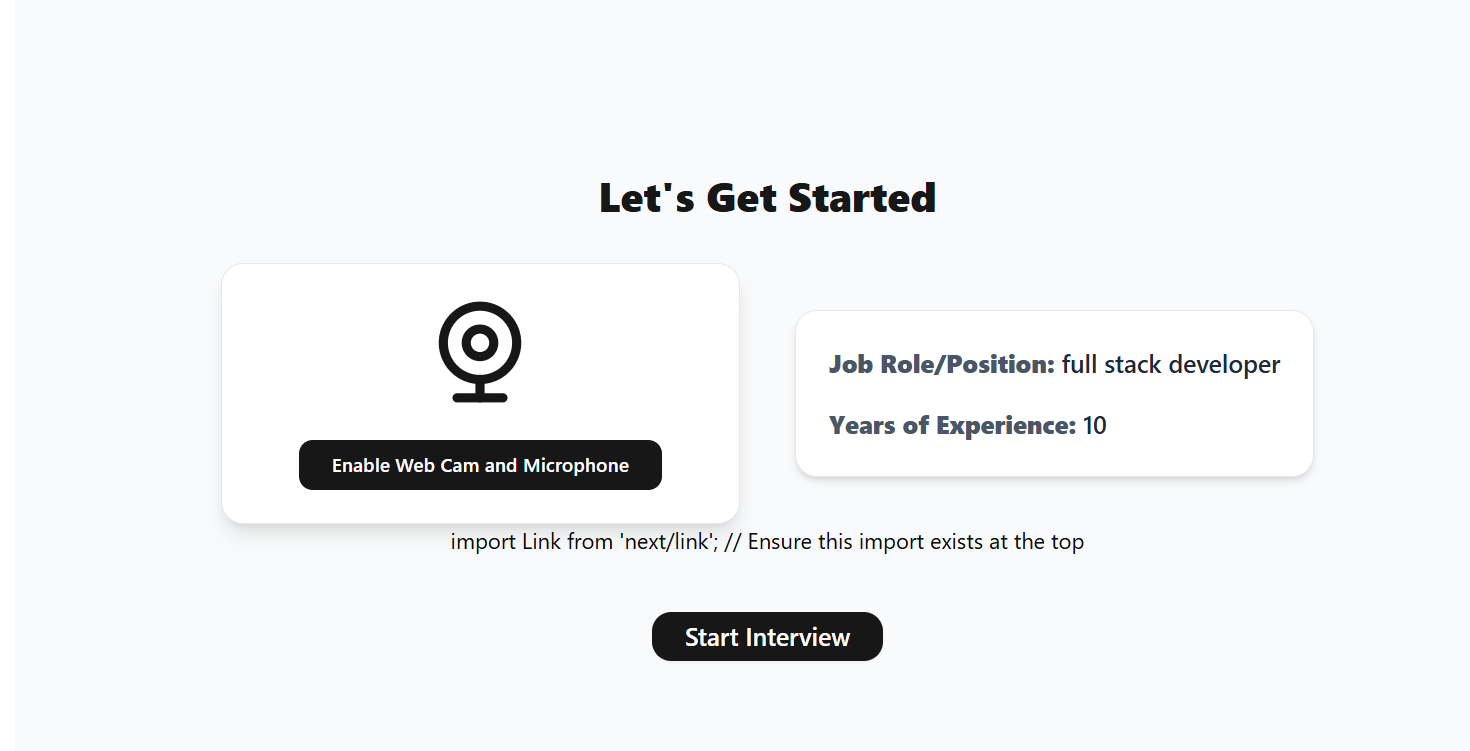 Let's Get Started
Enable Web Cam and Microphone
Job Role/Position: full stack developer
Years of Experience: 10
import Link from 'next/link'; // Ensure this import exists at the top
Start Interview